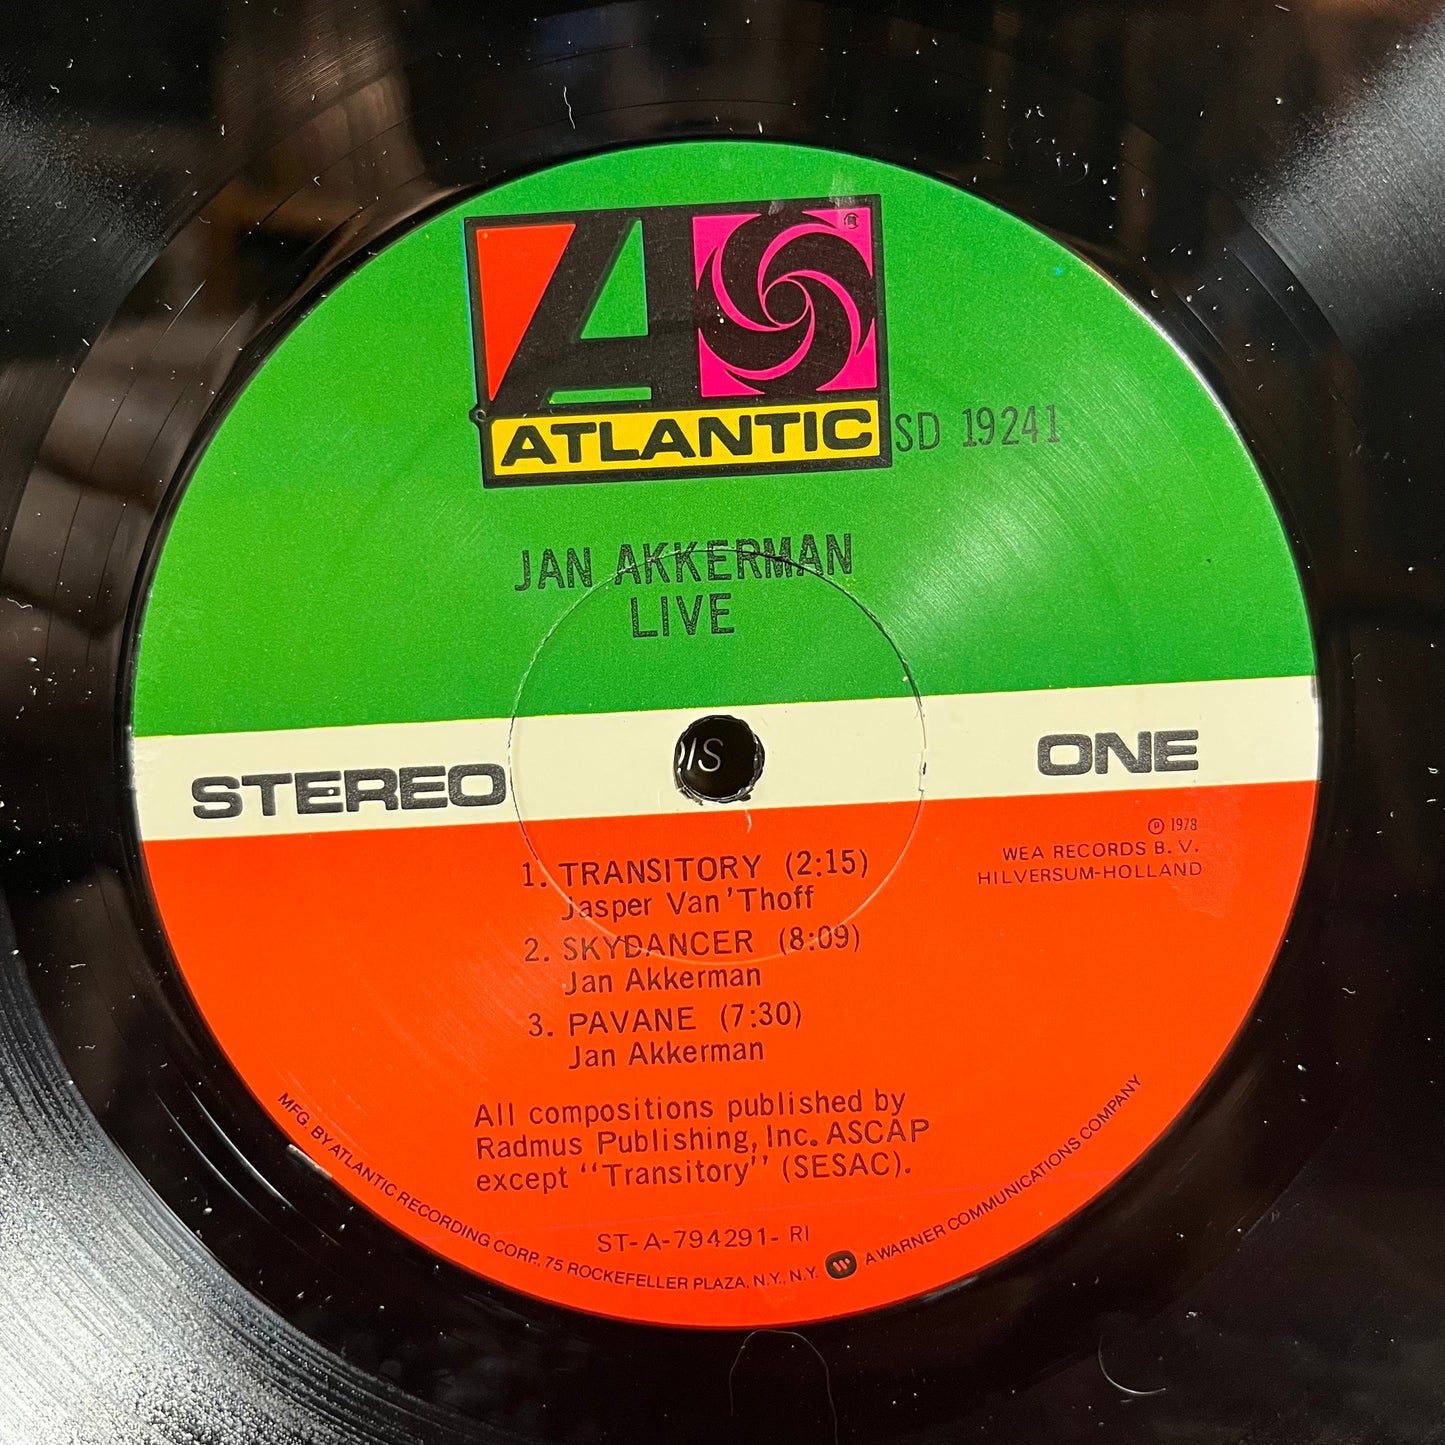 ATLANTIC
SD 19241
JAN AKKERMAN
LIVE
STEREO
ONE
℗ 1978
WEA RECORDS B. V.
HILVERSUM-HOLLAND
1. TRANSITORY (2:15)
Jasper Van 'Thoff
2. SKYDANCER (8:09)
Jan Akkerman
3. PAVANE (7:30)
Jan Akkerman
All compositions published by
Radmus Publishing, Inc. ASCAP
except "Transitory" (SESAC).
ST-A-794291- RI
MFG. BY ATLANTIC RECORDING CORP., 75 ROCKEFELLER PLAZA, N.Y., N.Y. A WARNER COMMUNICATIONS COMPANY